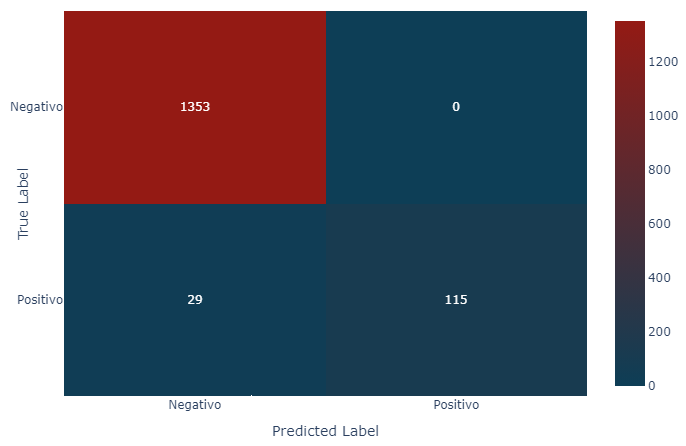 Negativo 1353 0
Positivo 29 115
Negativo Positivo
Predicted Label
True Label
1200
1000
800
600
400
200
0